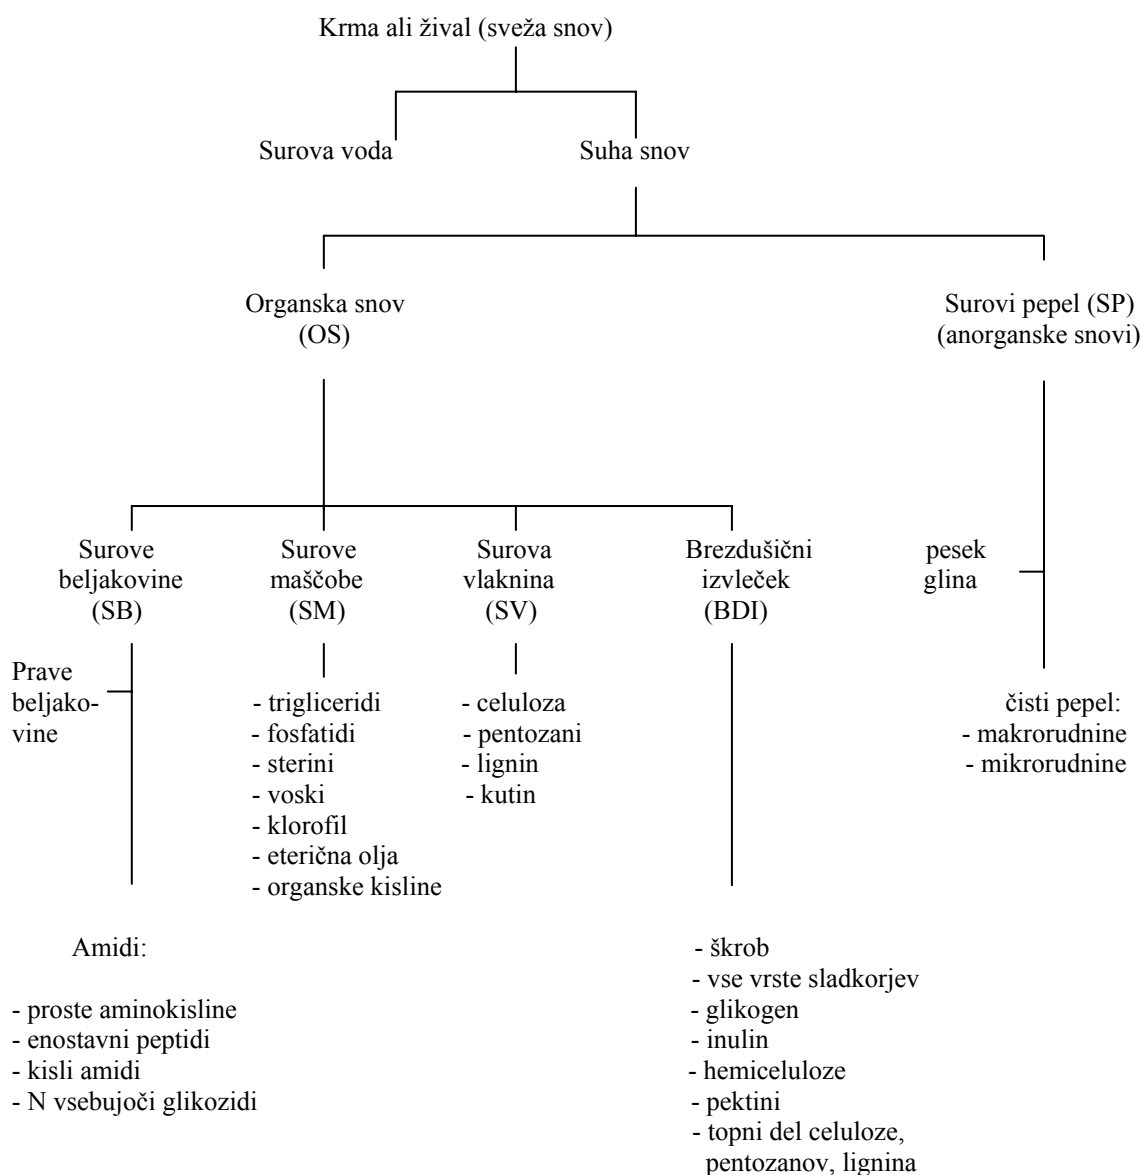 Krma ali žival (sveža snov)
Surova voda
Suha snov
Organska snov
(OS)
Surovi pepel (SP)
(anorganske snovi)
Surove
beljakovine
(SB)
Surove
maščobe
(SM)
Surova
vlaknina
(SV)
Brezdušični
izvleček
(BDI)
pesek
glina
Prave
beljako-
vine
- trigliceridi
- fosfatidi
- sterini
- voski
- klorofil
- eterična olja
- organske kisline
- celuloza
- pentozani
- lignin
- kutin
čisti pepel:
- makrorudnine
- mikrorudnine
Amidi:
- proste aminokisline
- enostavni peptidi
- kisli amidi
- N vsebujoči glikozidi
- škrob
- vse vrste sladkorjev
- glikogen
- inulin
- hemiceluloze
- pektini
- topni del celuloze,
pentozanov, lignina